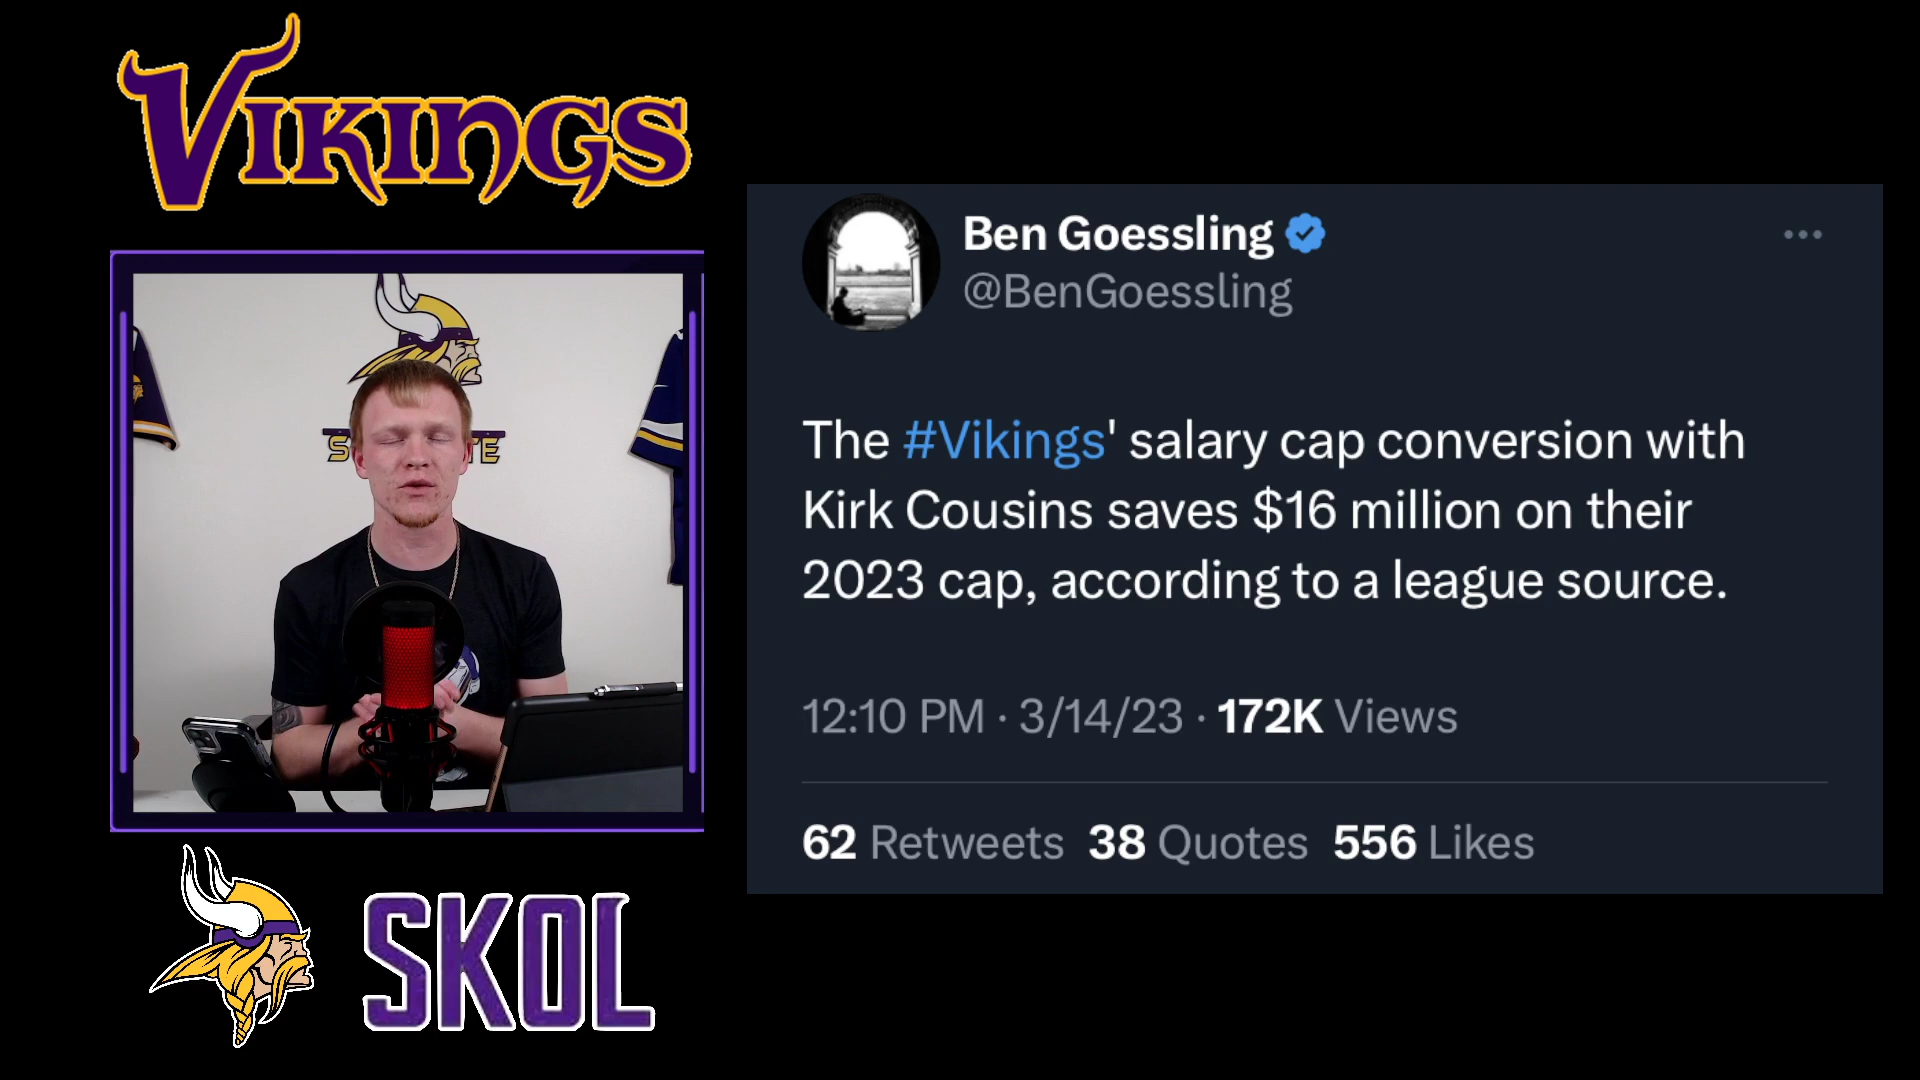 VIKINGS
S TE
SKOL
Ben Goessling
@BenGoessling
The #Vikings' salary cap conversion with
Kirk Cousins saves $16 million on their
2023 cap, according to a league source.
12:10 PM · 3/14/23 · 172K Views
62 Retweets 38 Quotes 556 Likes